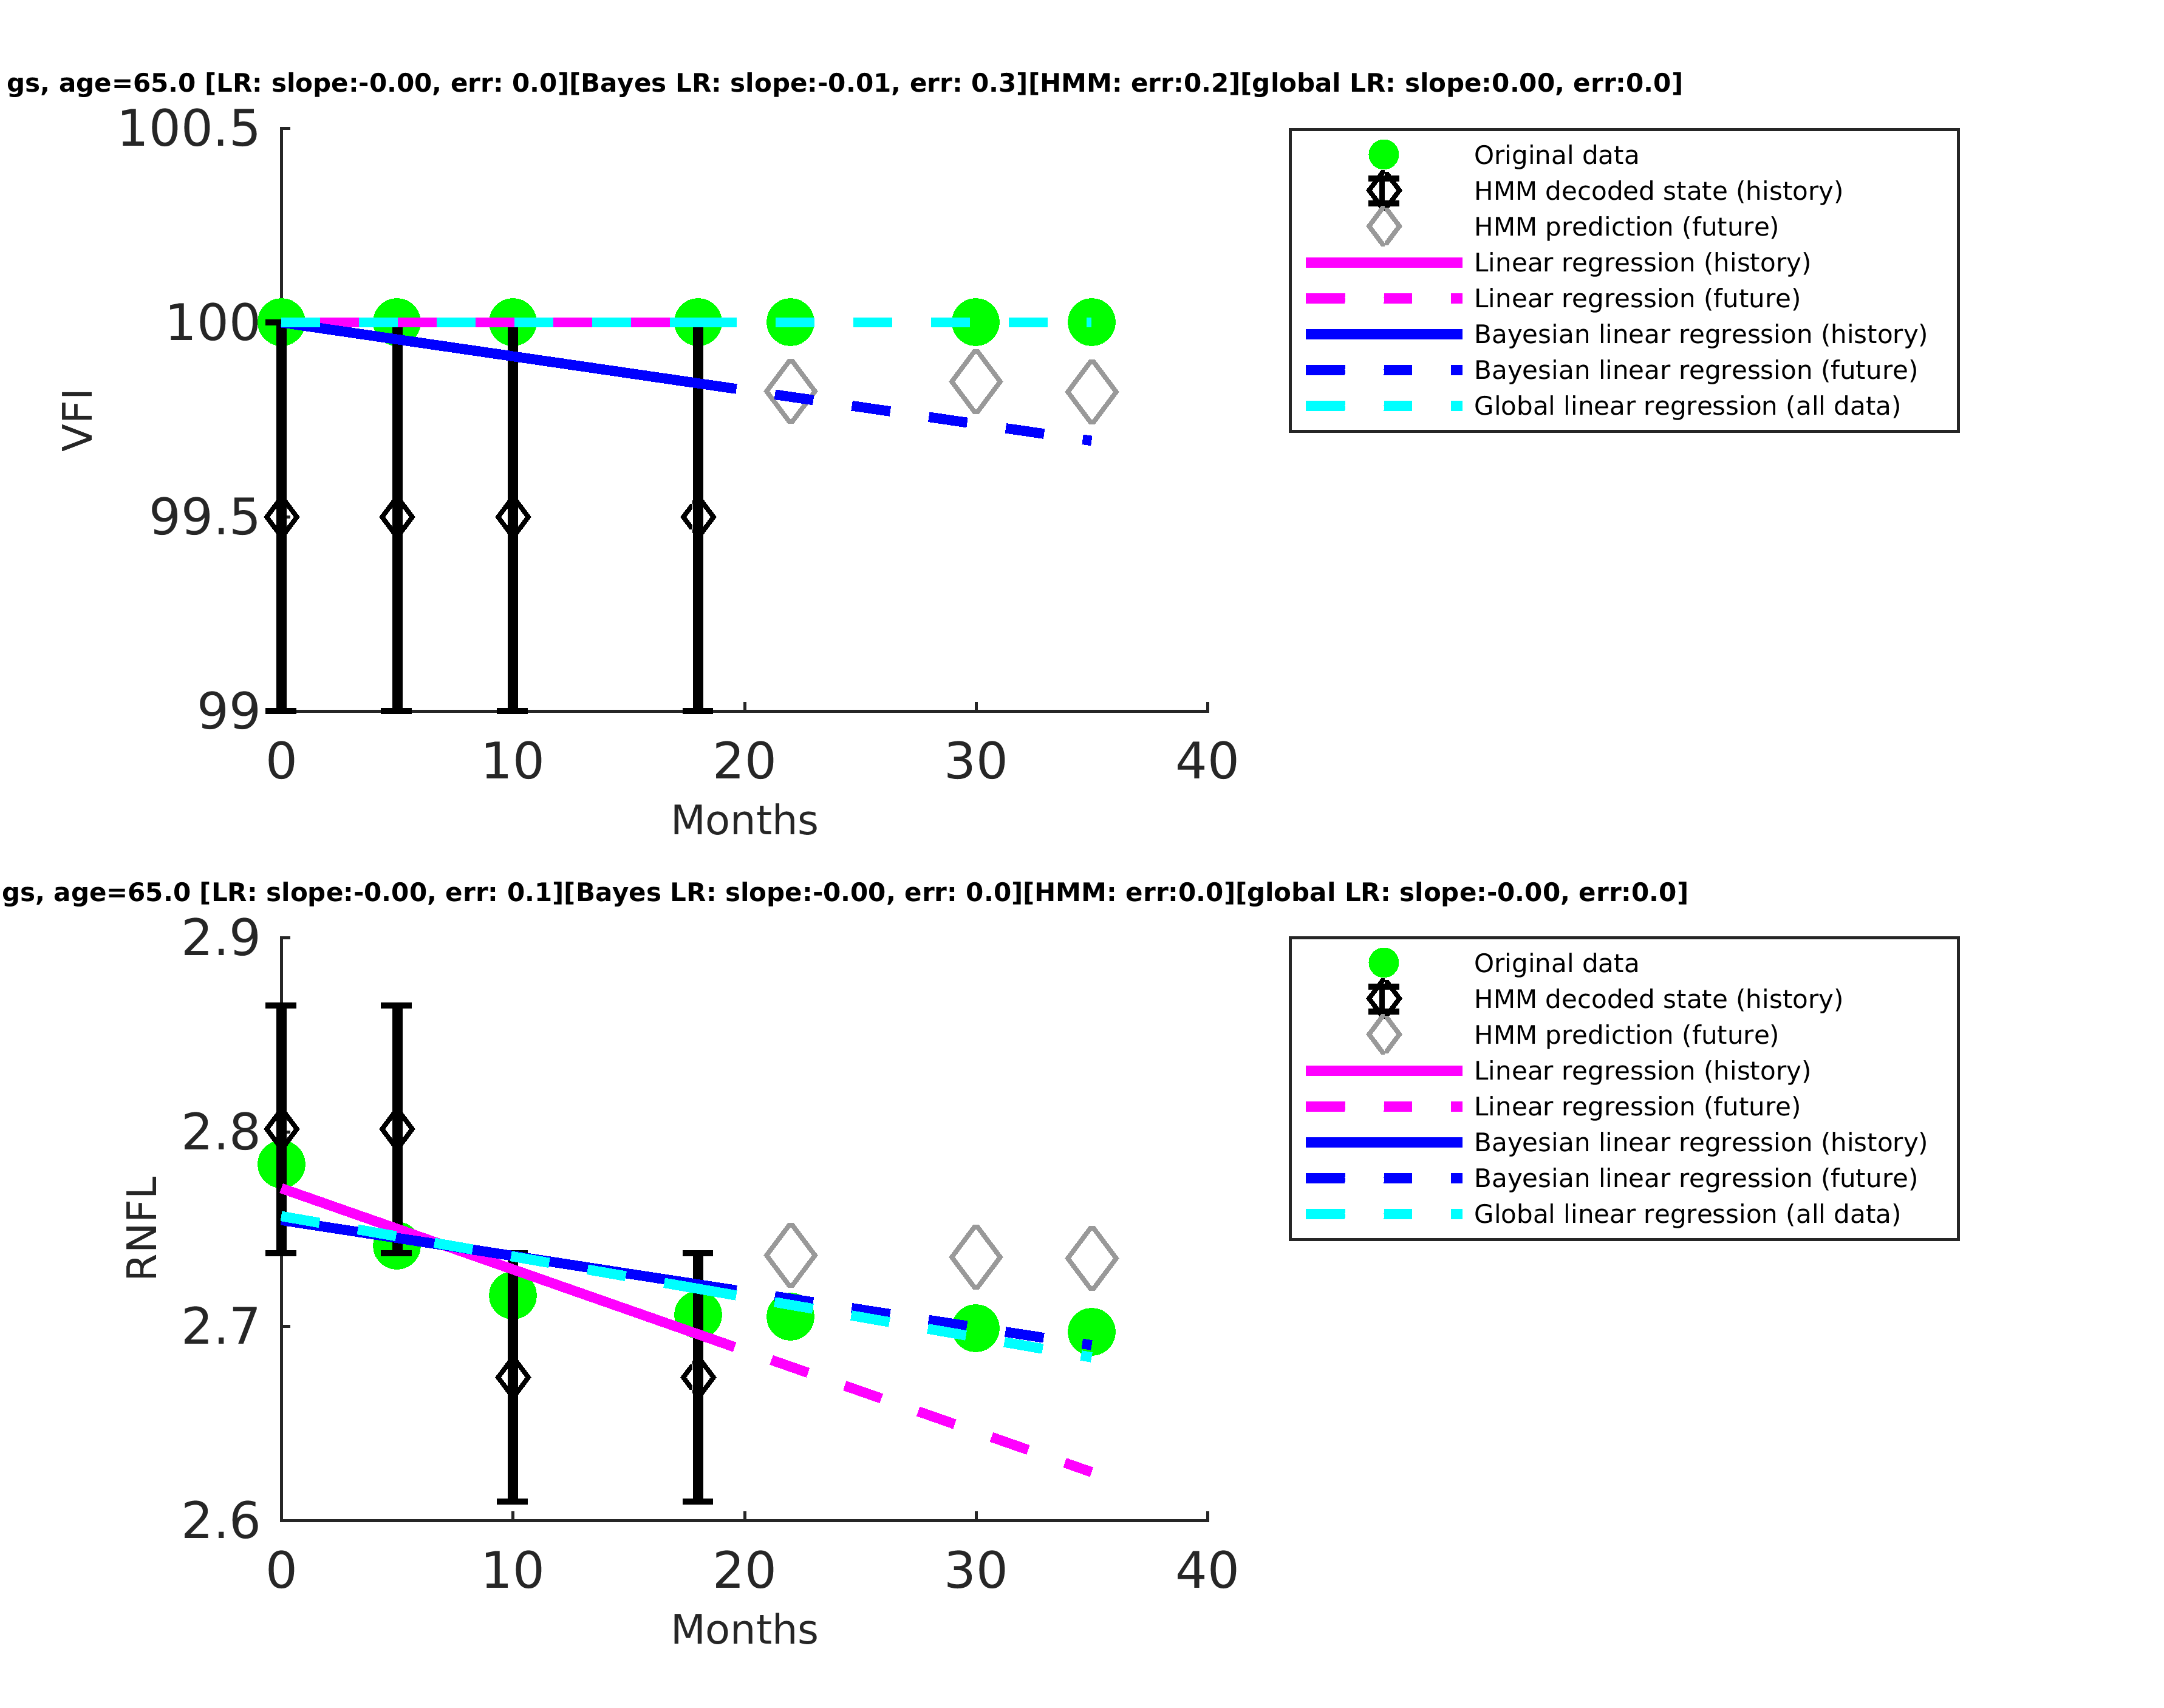 gs, age=65.0 [LR: slope:-0.00, err: 0.0][Bayes LR: slope:-0.01, err: 0.3][HMM: err:0.2][global LR: slope:0.00, err:0.0]
100.5
100
99.5
99
VFI
0 10 20 30 40
Months
Original data
HMM decoded state (history)
HMM prediction (future)
Linear regression (history)
Linear regression (future)
Bayesian linear regression (history)
Bayesian linear regression (future)
Global linear regression (all data)
gs, age=65.0 [LR: slope:-0.00, err: 0.1][Bayes LR: slope:-0.00, err: 0.0][HMM: err:0.0][global LR: slope:-0.00, err:0.0]
2.9
2.8
2.7
2.6
RNFL
0 10 20 30 40
Months
Original data
HMM decoded state (history)
HMM prediction (future)
Linear regression (history)
Linear regression (future)
Bayesian linear regression (history)
Bayesian linear regression (future)
Global linear regression (all data)